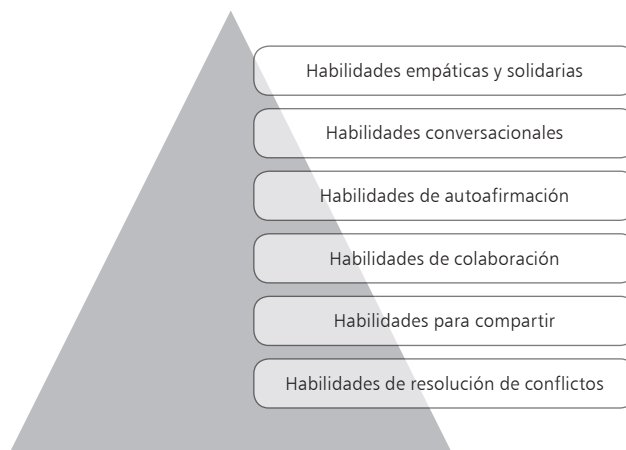 Habilidades empáticas y solidarias
Habilidades conversacionales
Habilidades de autoafirmación
Habilidades de colaboración
Habilidades para compartir
Habilidades de resolución de conflictos